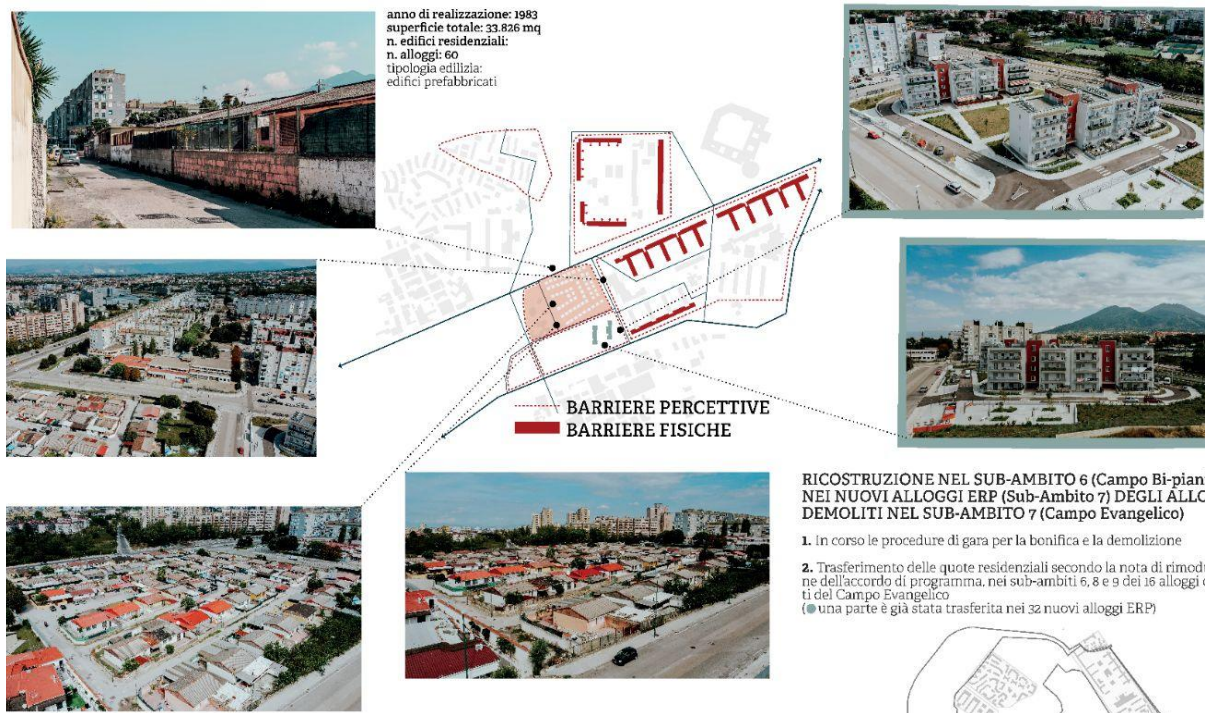 anno di realizzazione: 1983
superficie totale: 33.826 mq
n. edifici residenziali:
n. alloggi: 60
tipologia edilizia:
edifici prefabbricati
BARRIERE PERCETTIVE
BARRIERE FISICHE
RICOSTRUZIONE NEL SUB-AMBITO 6 (Campo Bi-pian
NEI NUOVI ALLOGGI ERP (Sub-Ambito 7) DEGLI ALLO
DEMOLITI NEL SUB-AMBITO 7 (Campo Evangelico)
1. In corso le procedure di gara per la bonifica e la demolizione
2. Trasferimento delle quote residenziali secondo la nota di rimodu
ne dell'accordo di programma, nei sub-ambiti 6, 8 e 9 dei 16 alloggi
ti del Campo Evangelico
(una parte è già stata trasferita nei 32 nuovi alloggi ERP)